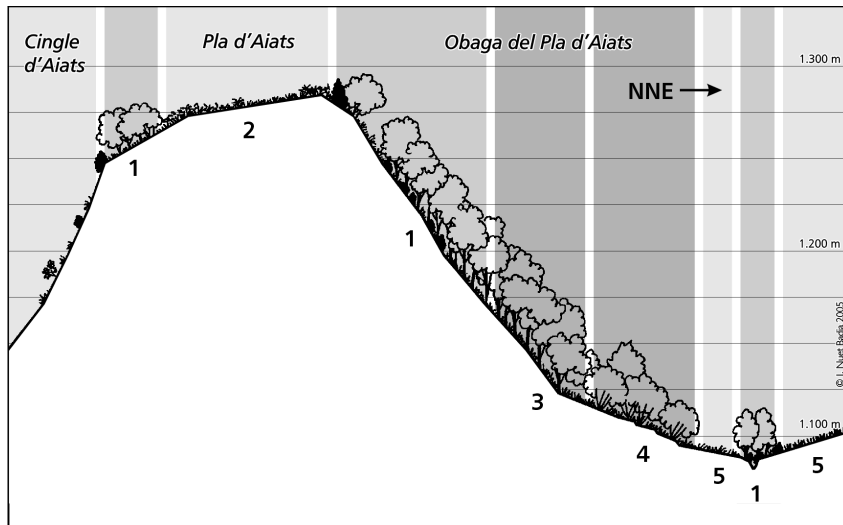 Cingle
d'Aiats
Pla d'Aiats
Obaga del Pla d'Aiats
1.300 m
NNE
1
2
1
1.200 m
© J. Nuet Badia 2005
3
1.100 m
4
5
1
5